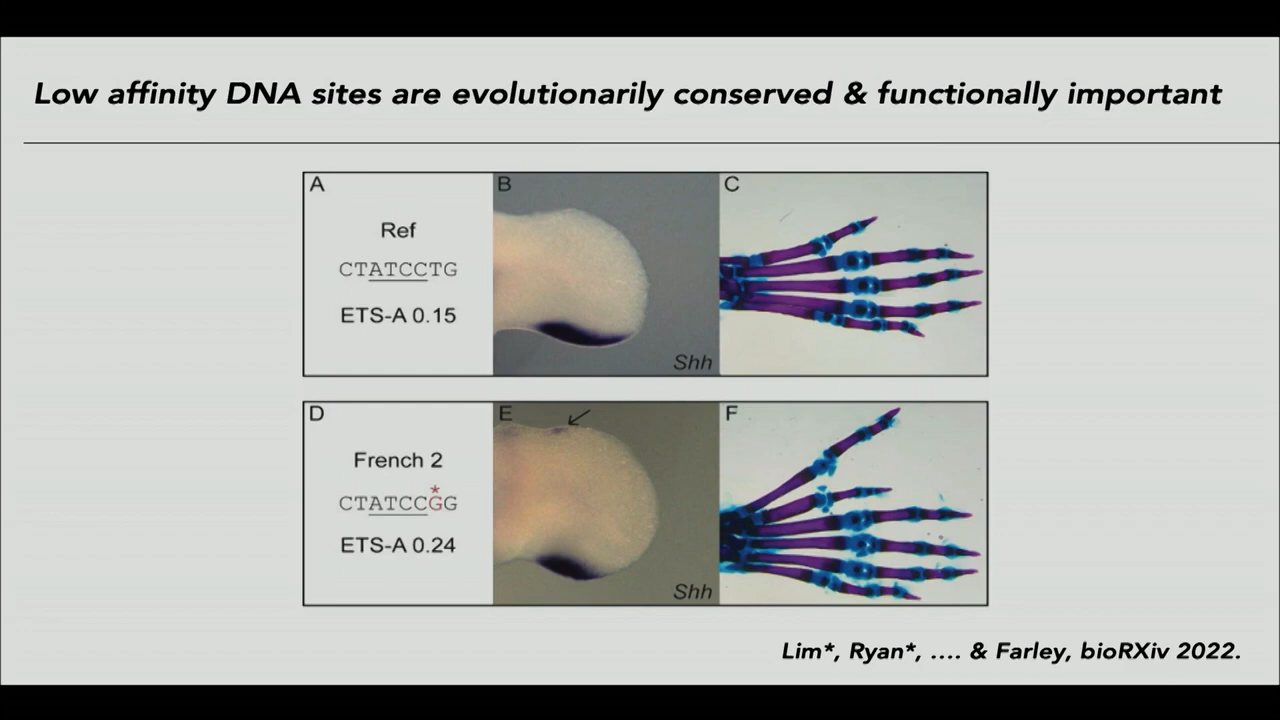 Low affinity DNA sites are evolutionarily conserved & functionally important
A
Ref
CTATCCTG
ETS-A 0.15
B
Shh
C
D
French 2
*
CTATCCGG
ETS-A 0.24
E
Shh
F
Lim*, Ryan*, .... & Farley, bioRXiv 2022.